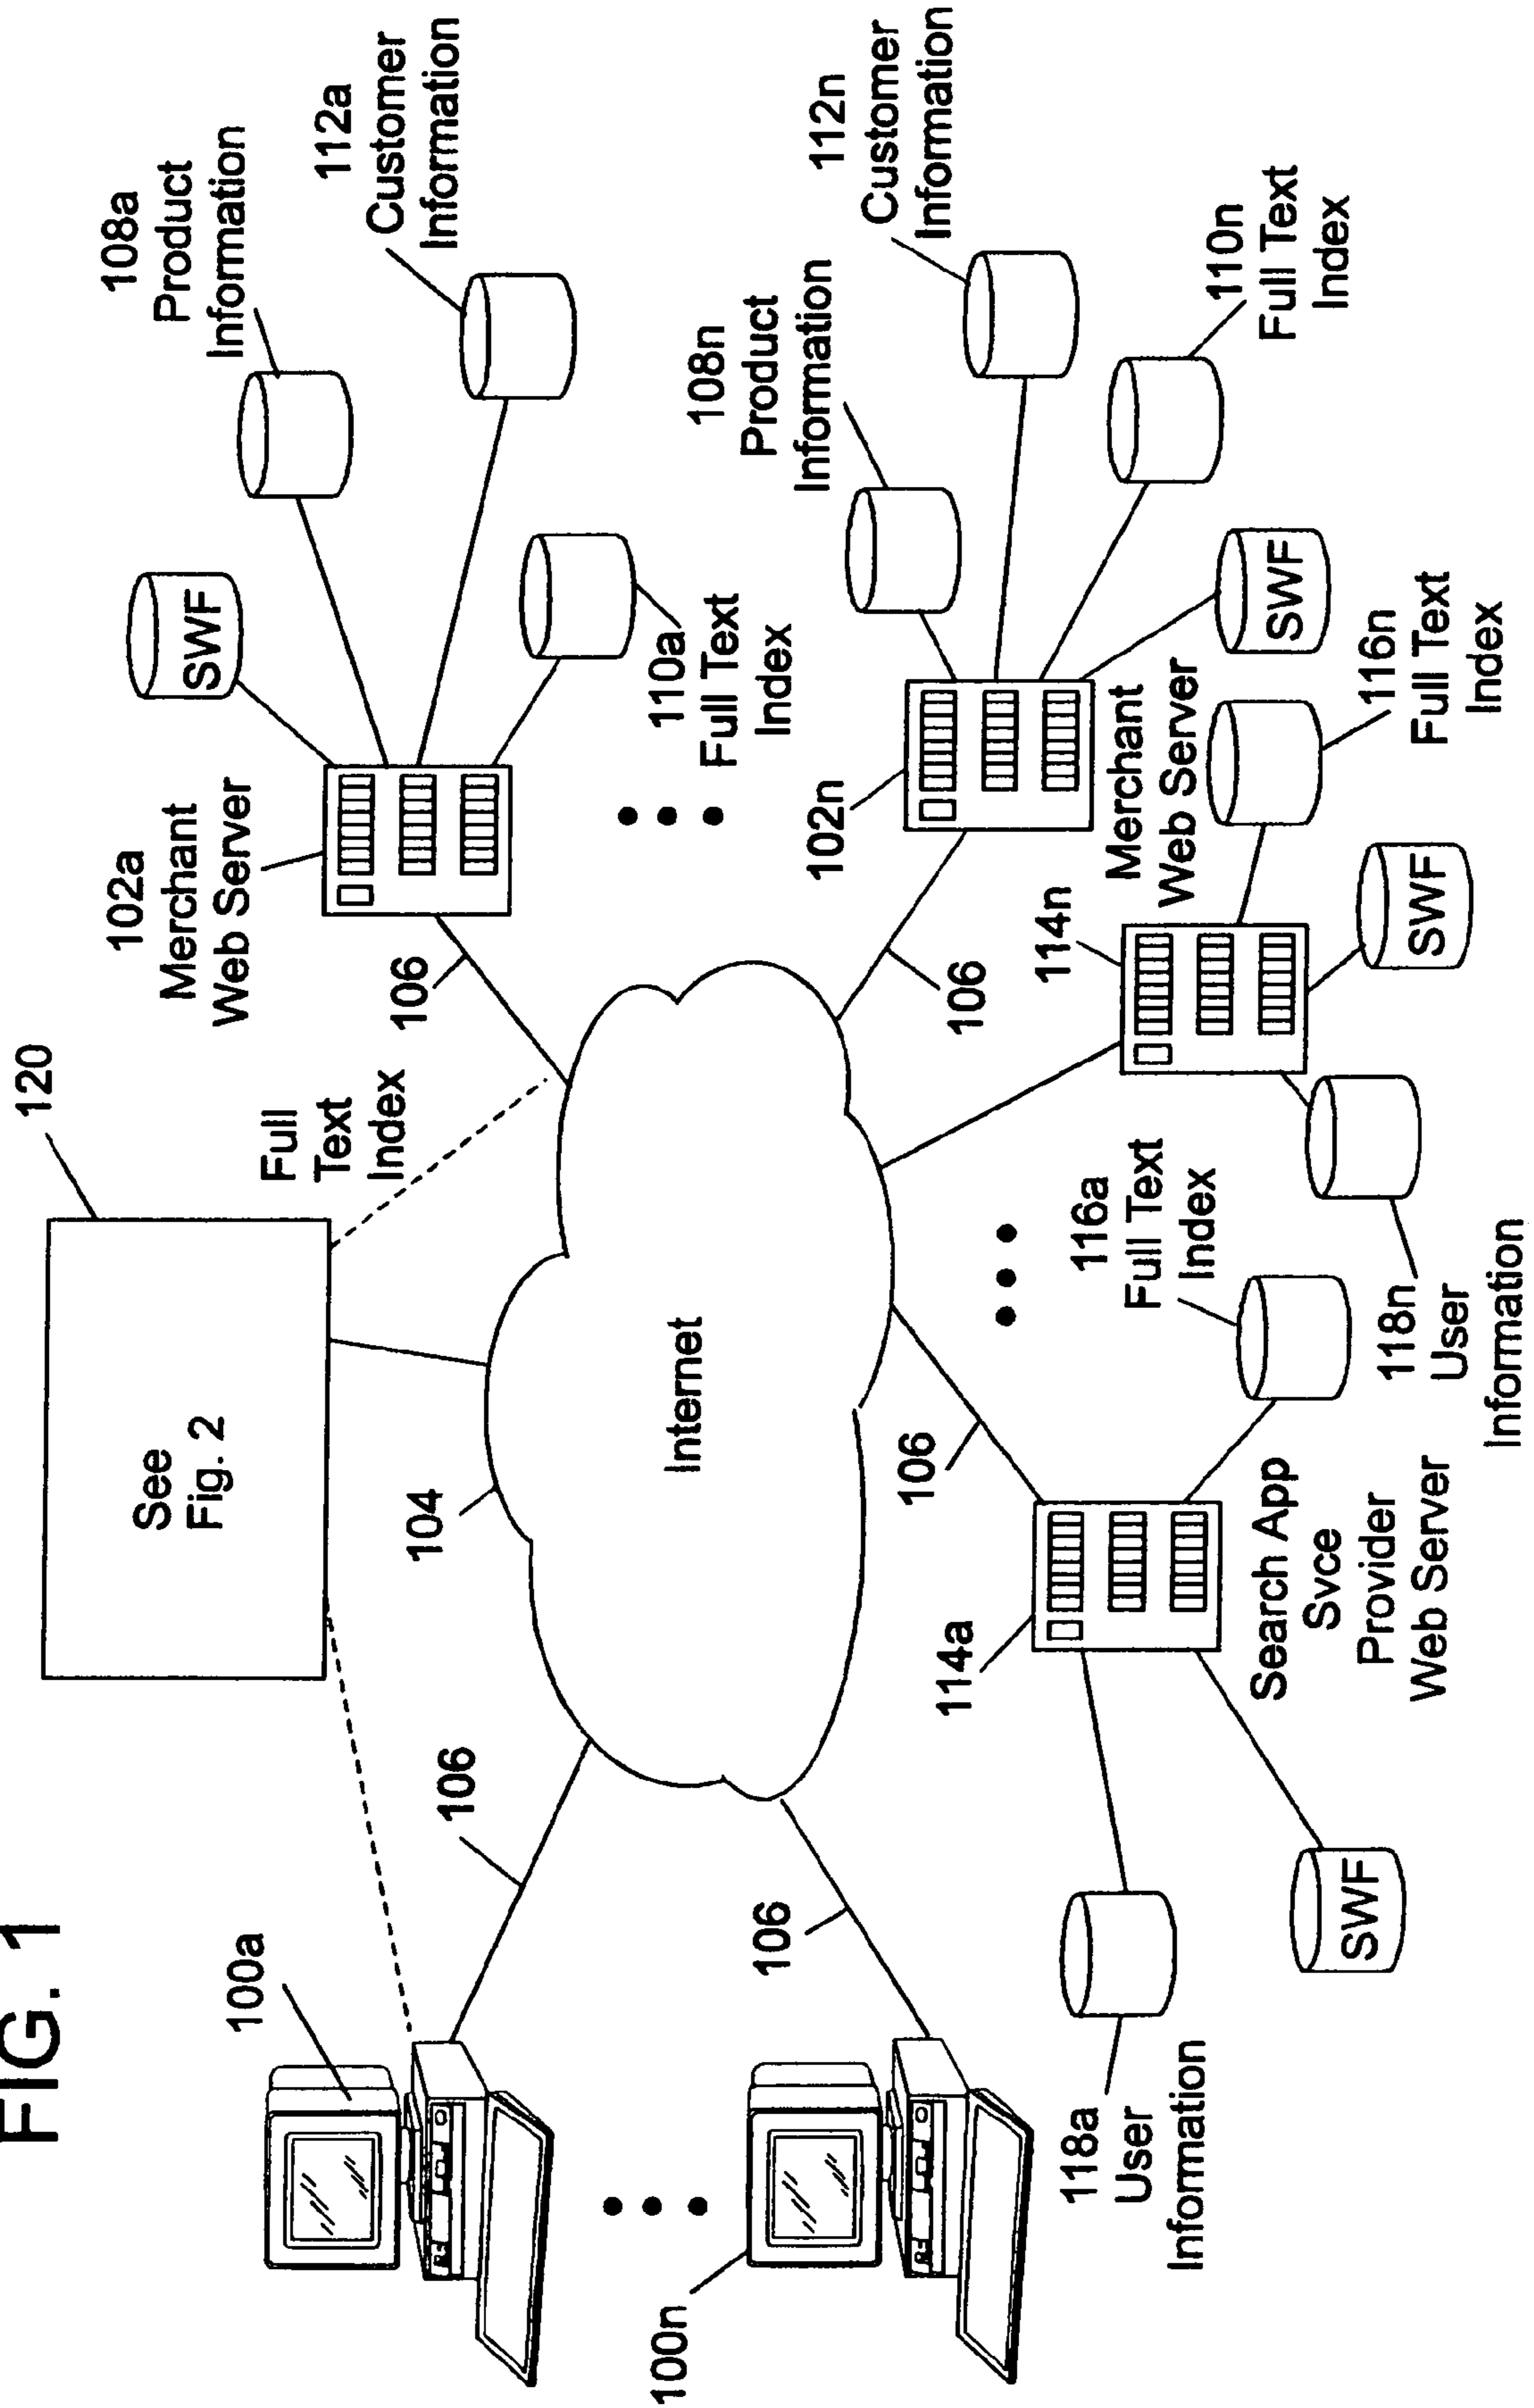 FIG. 1
120
See
Fig. 2
Full
Text
Index
100a
106
104
Internet
106
102a
Merchant
Web Server
SWF
108a
Product
Information
112a
Customer
Information
110a
Full Text
Index
100n
106
106
102n
Merchant
Web Server
108n
Product
Information
112n
Customer
Information
110n
Full Text
Index
SWF
106
114a
Search App
Svce
Provider
Web Server
118a
User
Information
SWF
116a
Full Text
Index
114n
116n
Full Text
Index
SWF
118n
User
Information